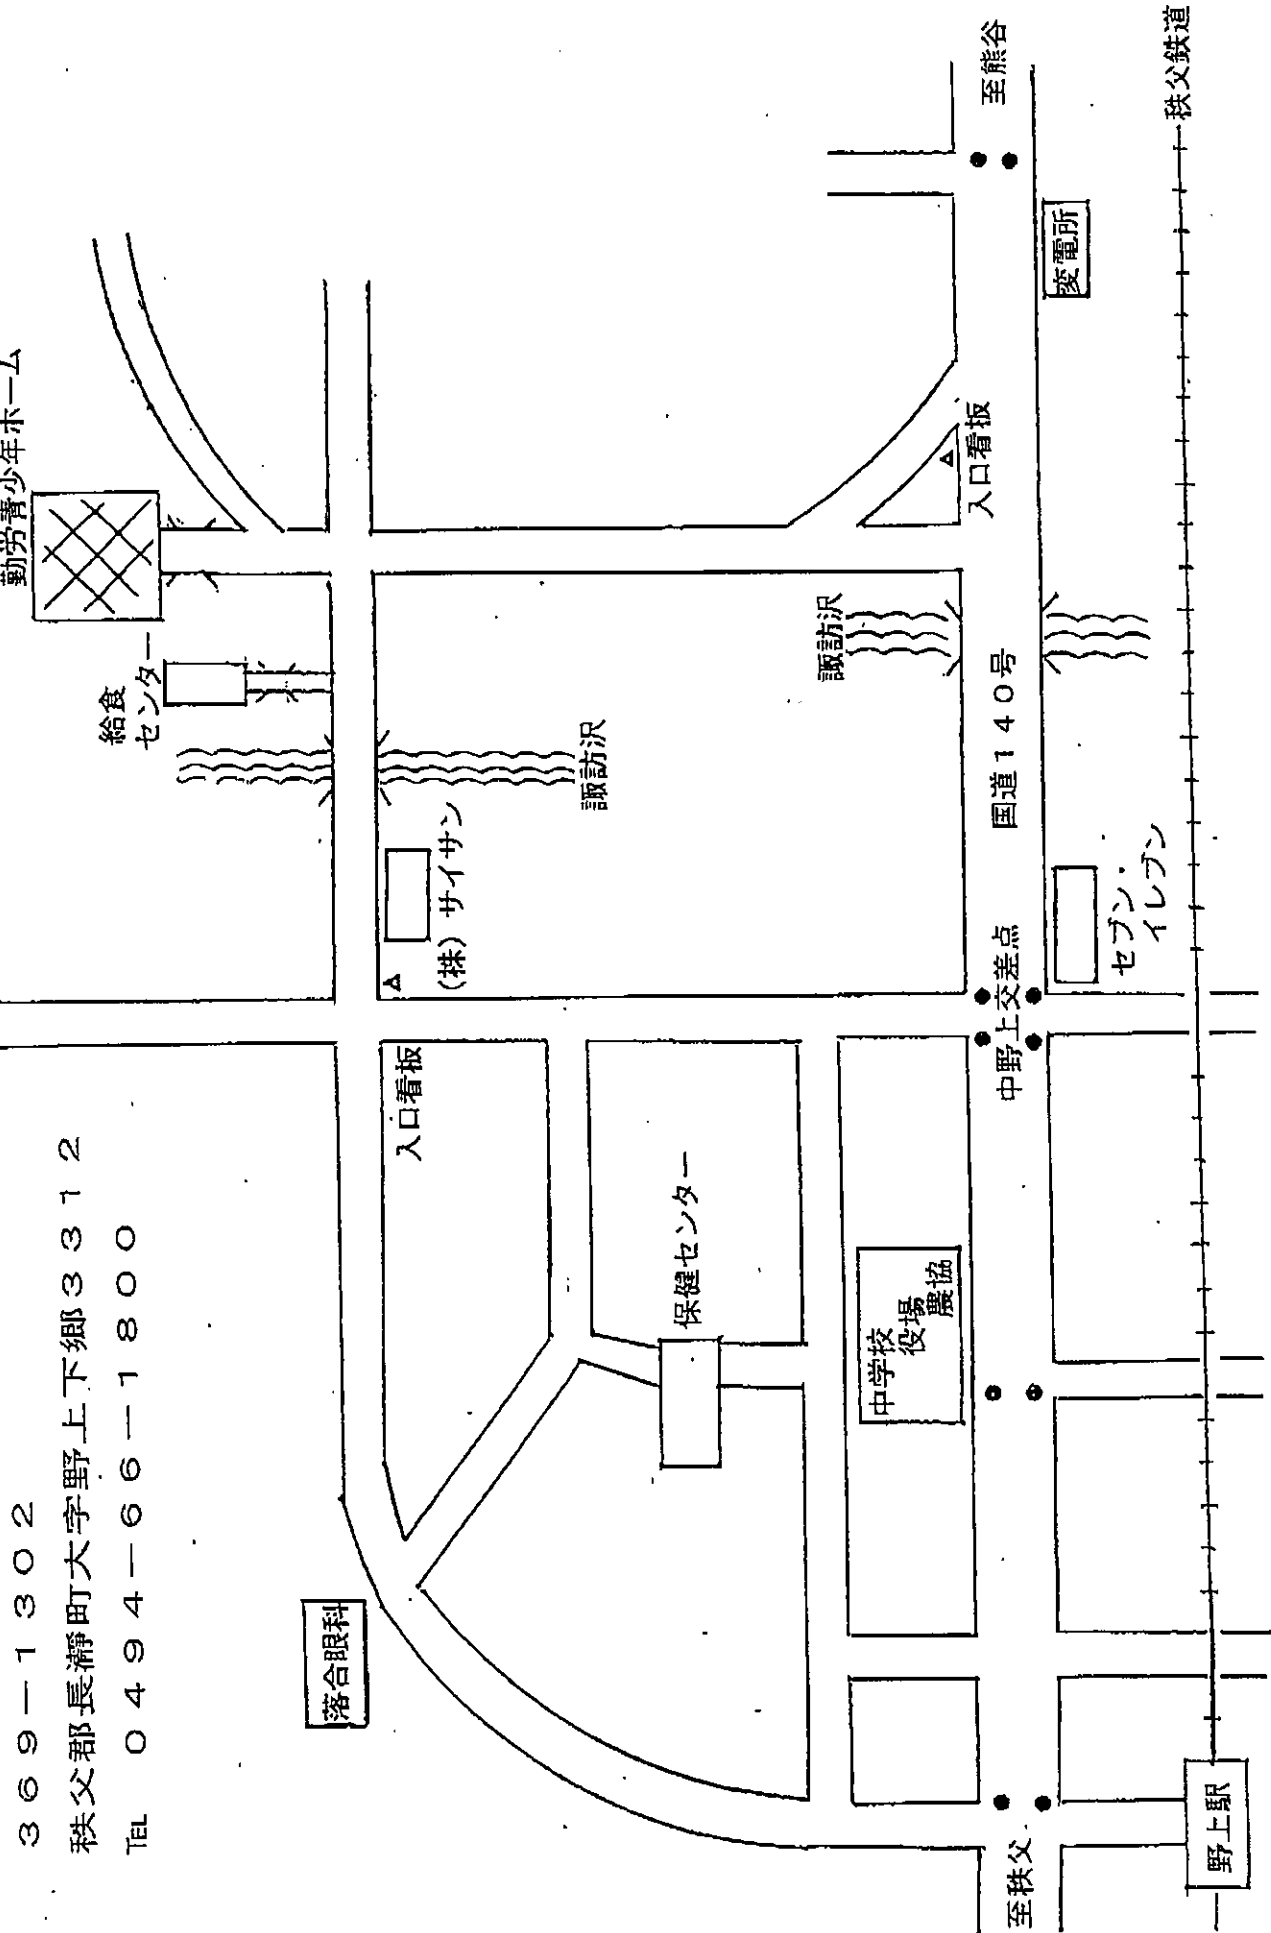 369-1302
秩父郡長瀞町大字野上下郷3312
TEL 0494-66-1800
勤労青少年ホーム
給食
センター
諏訪沢
(株)サイサン
入口看板
落合眼科
保健センター
中学校
役場
農協
諏訪沢
入口看板
至熊谷
国道140号
中野上交差点
至秩父
変電所
セブン・
イレブン
野上駅
秩父鉄道